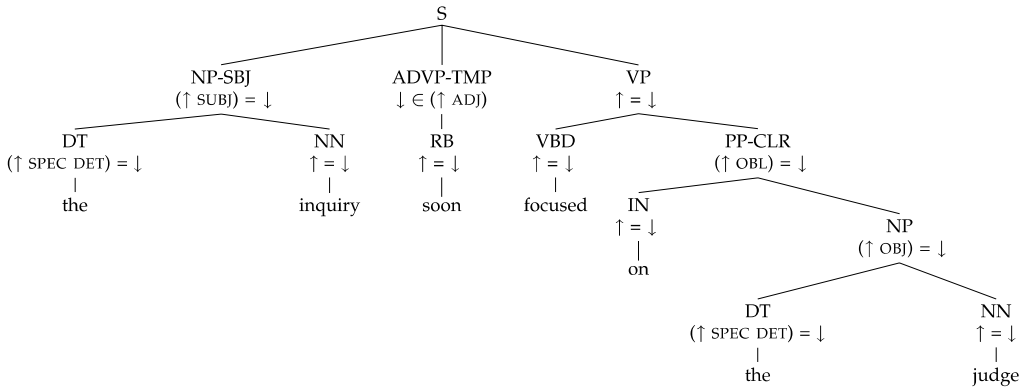 S
NP-SBJ ADVP-TMP VP
(↑ SUBJ) = ↓ ↓ ∈ (↑ ADJ) ↑ = ↓
DT NN RB VBD PP-CLR
(↑ SPEC DET) = ↓ ↑ = ↓ ↑ = ↓ ↑ = ↓ (↑ OBL) = ↓
the inquiry soon focused IN NP
↑ = ↓ (↑ OBJ) = ↓
on
DT NN
(↑ SPEC DET) = ↓ ↑ = ↓
the judge